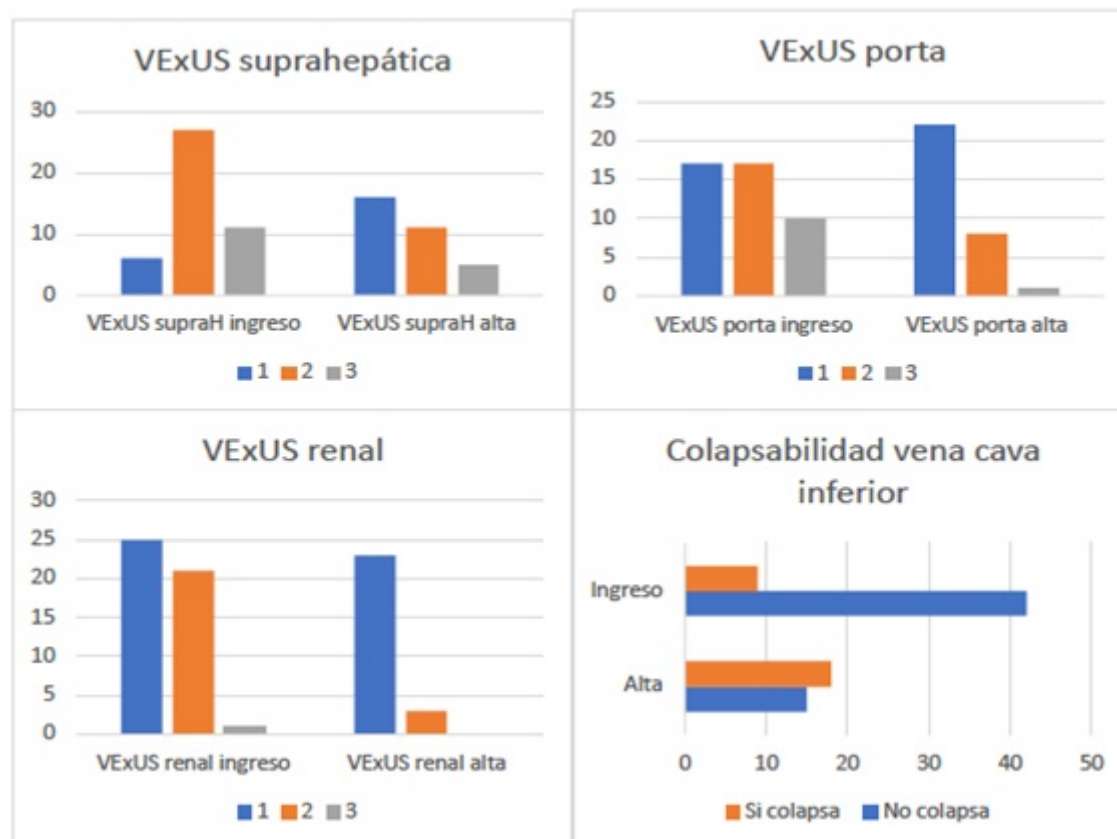 VExUS suprahepática
30
20
10
0
VExUS supraH ingreso VExUS supraH alta
1 2 3
VExUS porta
25
20
15
10
5
0
VExUS porta ingreso VExUS porta alta
1 2 3
VExUS renal
30
25
20
15
10
5
0
VExUS renal ingreso VExUS renal alta
1 2 3
Colapsabilidad vena cava
inferior
Ingreso
Alta
0 10 20 30 40 50
Si colapsa No colapsa